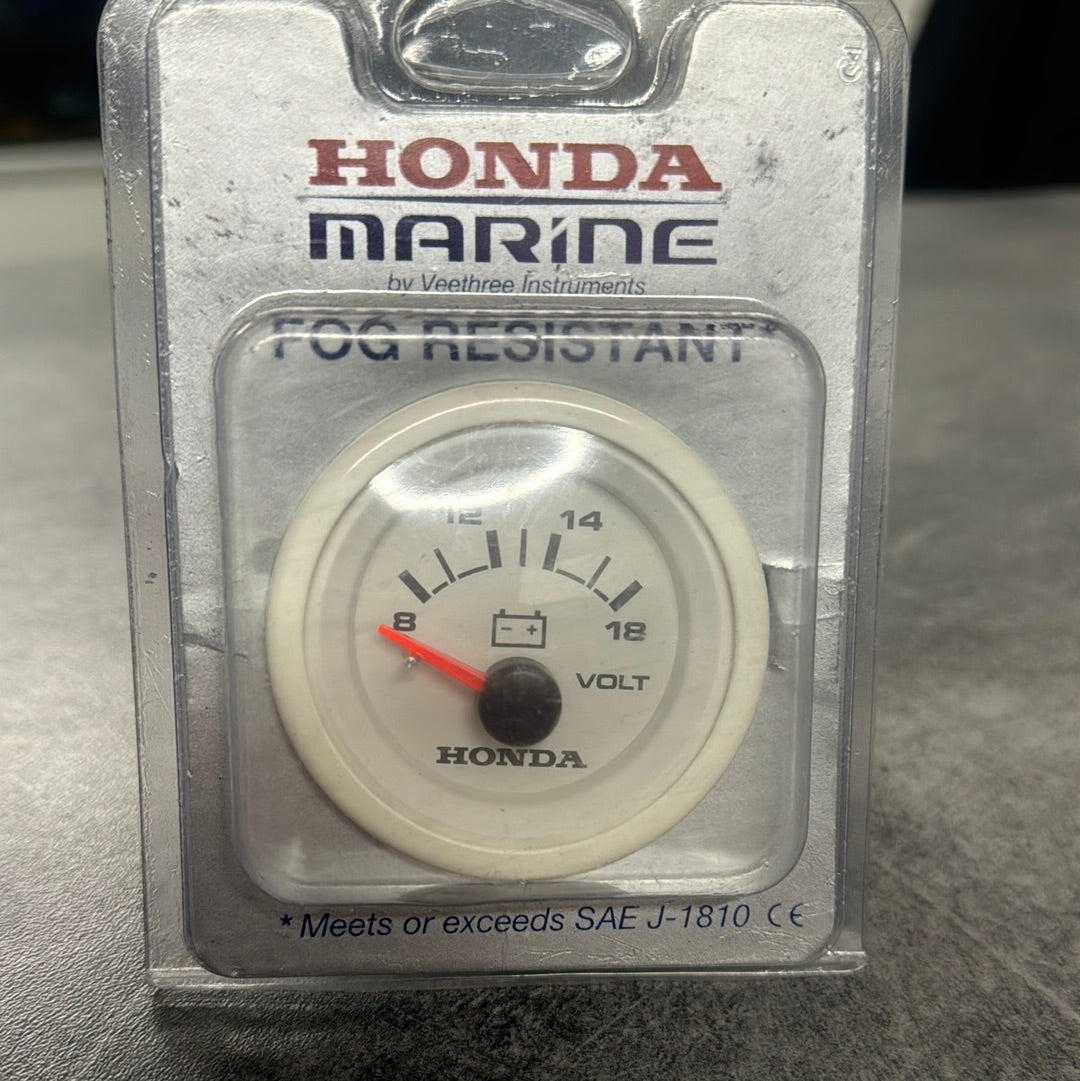 HONDA
MARINE
by Veethree Instruments
FOG RESISTANT*
12 14
8 18
- +
VOLT
HONDA
* Meets or exceeds SAE J-1810 CE